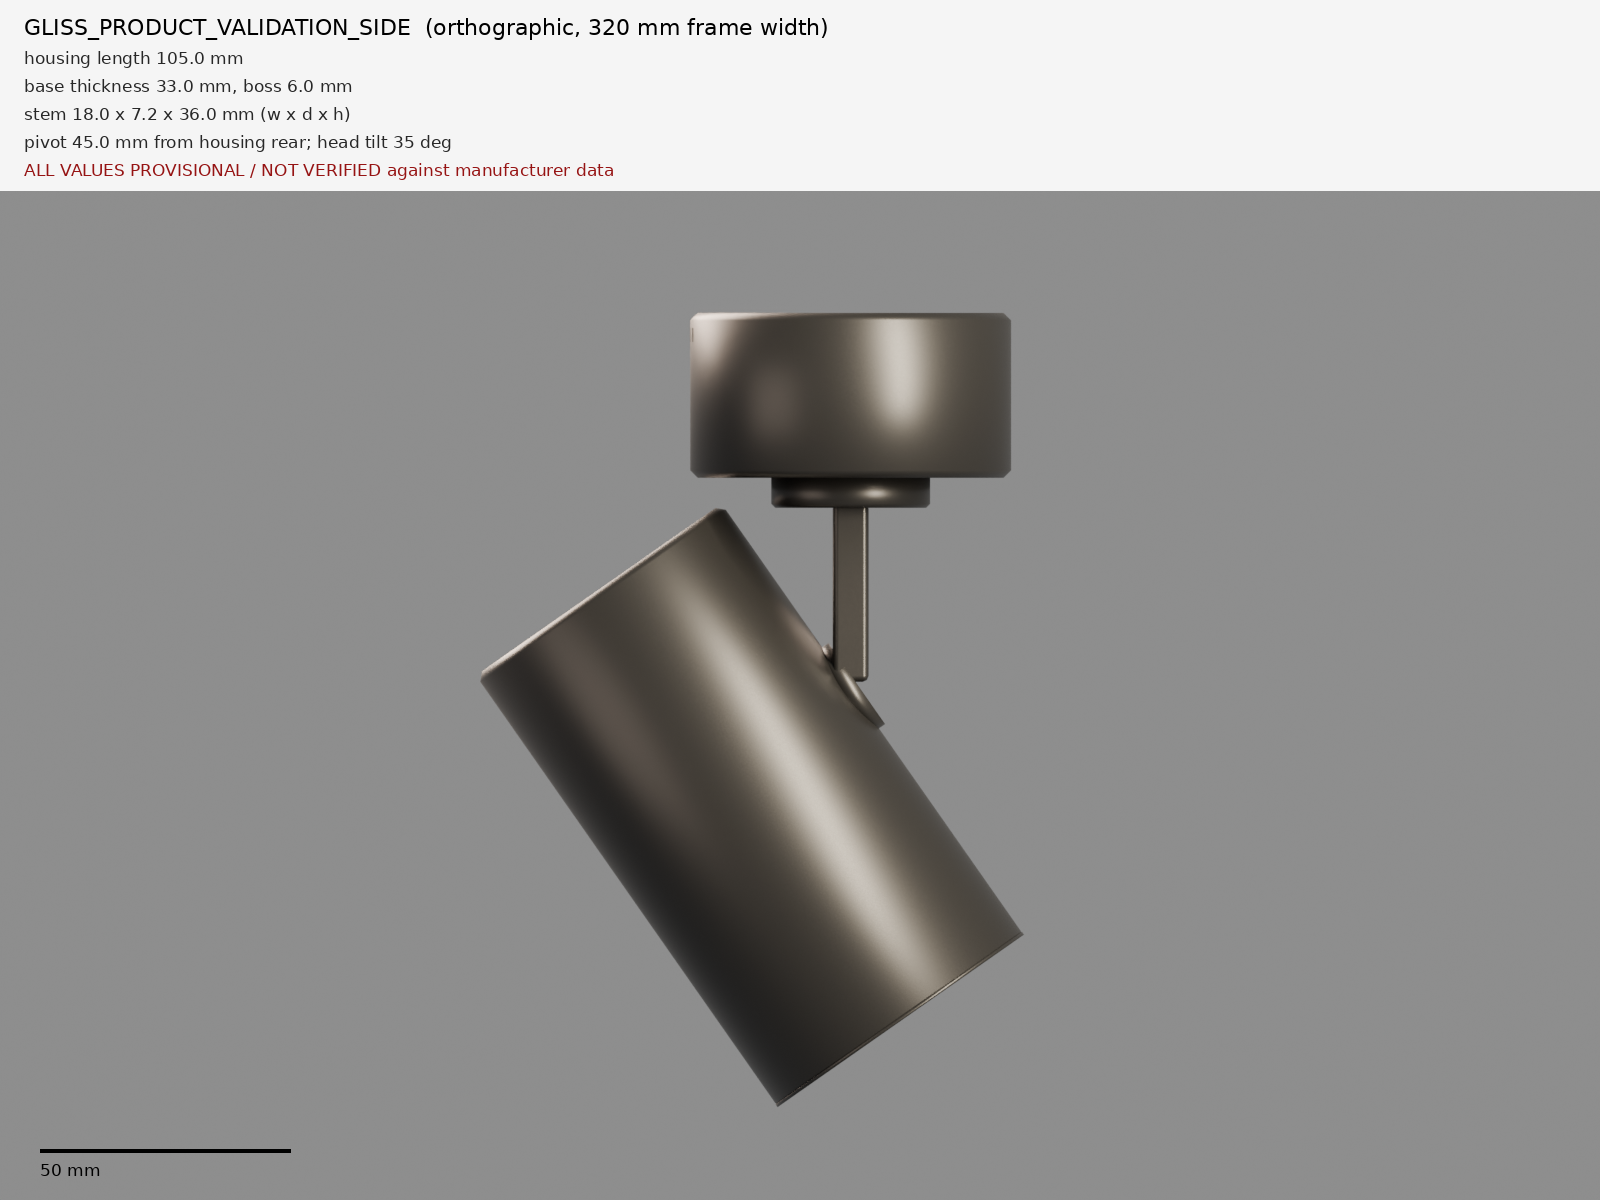 GLISS_PRODUCT_VALIDATION_SIDE  (orthographic, 320 mm frame width)
housing length 105.0 mm
base thickness 33.0 mm, boss 6.0 mm
stem 18.0 x 7.2 x 36.0 mm (w x d x h)
pivot 45.0 mm from housing rear; head tilt 35 deg
ALL VALUES PROVISIONAL / NOT VERIFIED against manufacturer data
50 mm